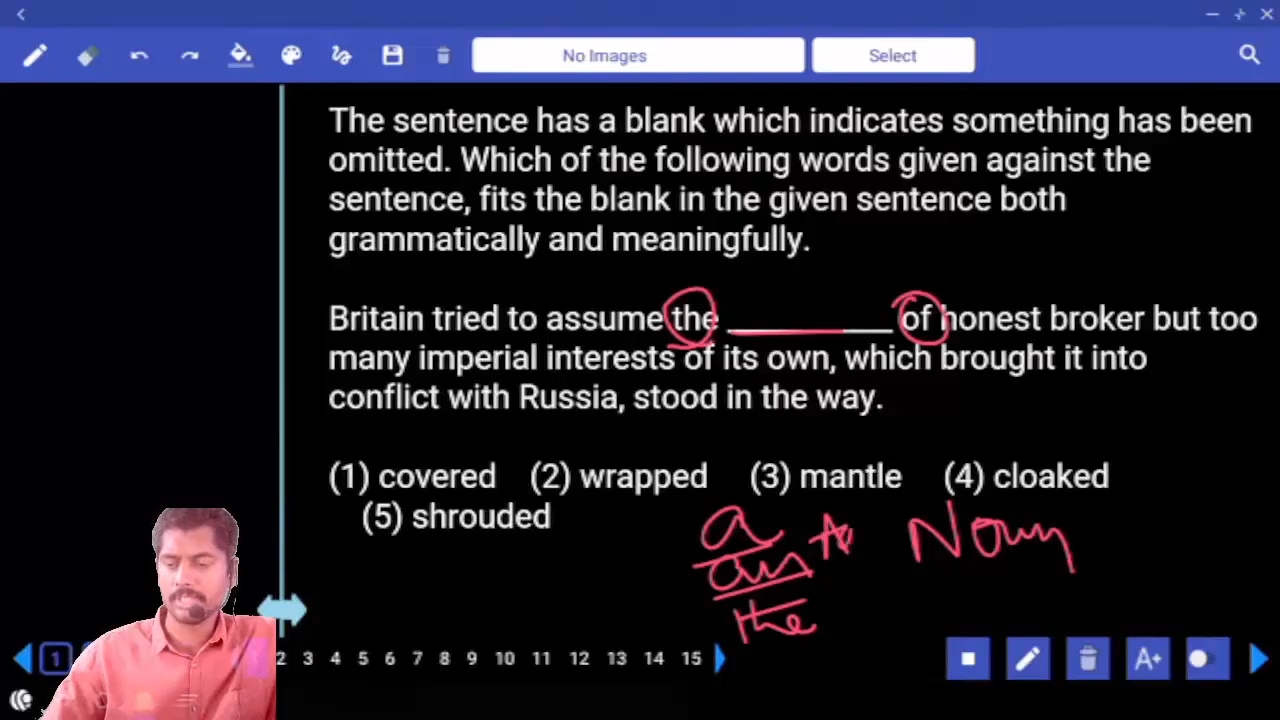 No Images
Select
The sentence has a blank which indicates something has been
omitted. Which of the following words given against the
sentence, fits the blank in the given sentence both
grammatically and meaningfully.
Britain tried to assume the __________ of honest broker but too
many imperial interests of its own, which brought it into
conflict with Russia, stood in the way.
(1) covered (2) wrapped (3) mantle (4) cloaked
(5) shrouded
a
an + Noun
the
1 2 3 4 5 6 7 8 9 10 11 12 13 14 15
A+